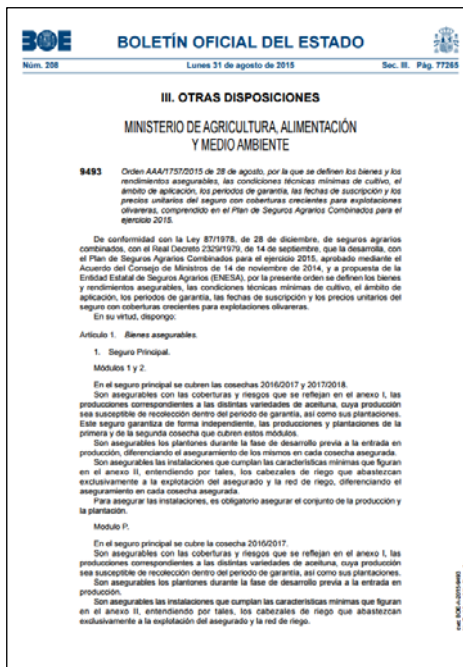 BOE
BOLETÍN OFICIAL DEL ESTADO
Núm. 208 Lunes 31 de agosto de 2015 Sec. III. Pág. 77265
III. OTRAS DISPOSICIONES
MINISTERIO DE AGRICULTURA, ALIMENTACIÓN
Y MEDIO AMBIENTE
9493 Orden AAA/1757/2015 de 28 de agosto, por la que se definen los bienes y los
rendimientos asegurables, las condiciones técnicas mínimas de cultivo, el
ámbito de aplicación, los periodos de garantía, las fechas de suscripción y los
precios unitarios del seguro con coberturas crecientes para explotaciones
olivareras, comprendido en el Plan de Seguros Agrarios Combinados para el
ejercicio 2015.
De conformidad con la Ley 87/1978, de 28 de diciembre, de seguros agrarios
combinados, con el Real Decreto 2329/1979, de 14 de septiembre, que la desarrolla, con
el Plan de Seguros Agrarios Combinados para el ejercicio 2015, aprobado mediante el
Acuerdo del Consejo de Ministros de 14 de noviembre de 2014, y a propuesta de la
Entidad Estatal de Seguros Agrarios (ENESA), por la presente orden se definen los bienes
y rendimientos asegurables, las condiciones técnicas mínimas de cultivo, el ámbito de
aplicación, los periodos de garantía, las fechas de suscripción y los precios unitarios del
seguro con coberturas crecientes para explotaciones olivareras.
En su virtud, dispongo:
Artículo 1. Bienes asegurables.
1. Seguro Principal.
Módulos 1 y 2.
En el seguro principal se cubren las cosechas 2016/2017 y 2017/2018.
Son asegurables con las coberturas y riesgos que se reflejan en el anexo I, las
producciones correspondientes a las distintas variedades de aceituna, cuya producción
sea susceptible de recolección dentro del periodo de garantía, así como sus plantaciones.
Este seguro garantiza de forma independiente, las producciones y plantaciones de la
primera y de la segunda cosecha que cubren estos módulos.
Son asegurables los plantones durante la fase de desarrollo previa a la entrada en
producción, diferenciando el aseguramiento de los mismos en cada cosecha asegurada.
Son asegurables las instalaciones que cumplan las características mínimas que figuran
en el anexo II, entendiendo por tales, los cabezales de riego que abastezcan
exclusivamente a la explotación del asegurado y la red de riego, diferenciando el
aseguramiento en cada cosecha asegurada.
Para asegurar las instalaciones, es obligatorio asegurar el conjunto de la producción y
la plantación.
Modulo P.
En el seguro principal se cubre la cosecha 2016/2017.
Son asegurables con las coberturas y riesgos que se reflejan en el anexo I, las
producciones correspondientes a las distintas variedades de aceituna, cuya producción
sea susceptible de recolección dentro del periodo de garantía, así como sus plantaciones.
Son asegurables los plantones durante la fase de desarrollo previa a la entrada en
producción.
Son asegurables las instalaciones que cumplan las características mínimas que figuran
en el anexo II, entendiendo por tales, los cabezales de riego que abastezcan
exclusivamente a la explotación del asegurado y la red de riego.
cve: BOE-A-2015-9493